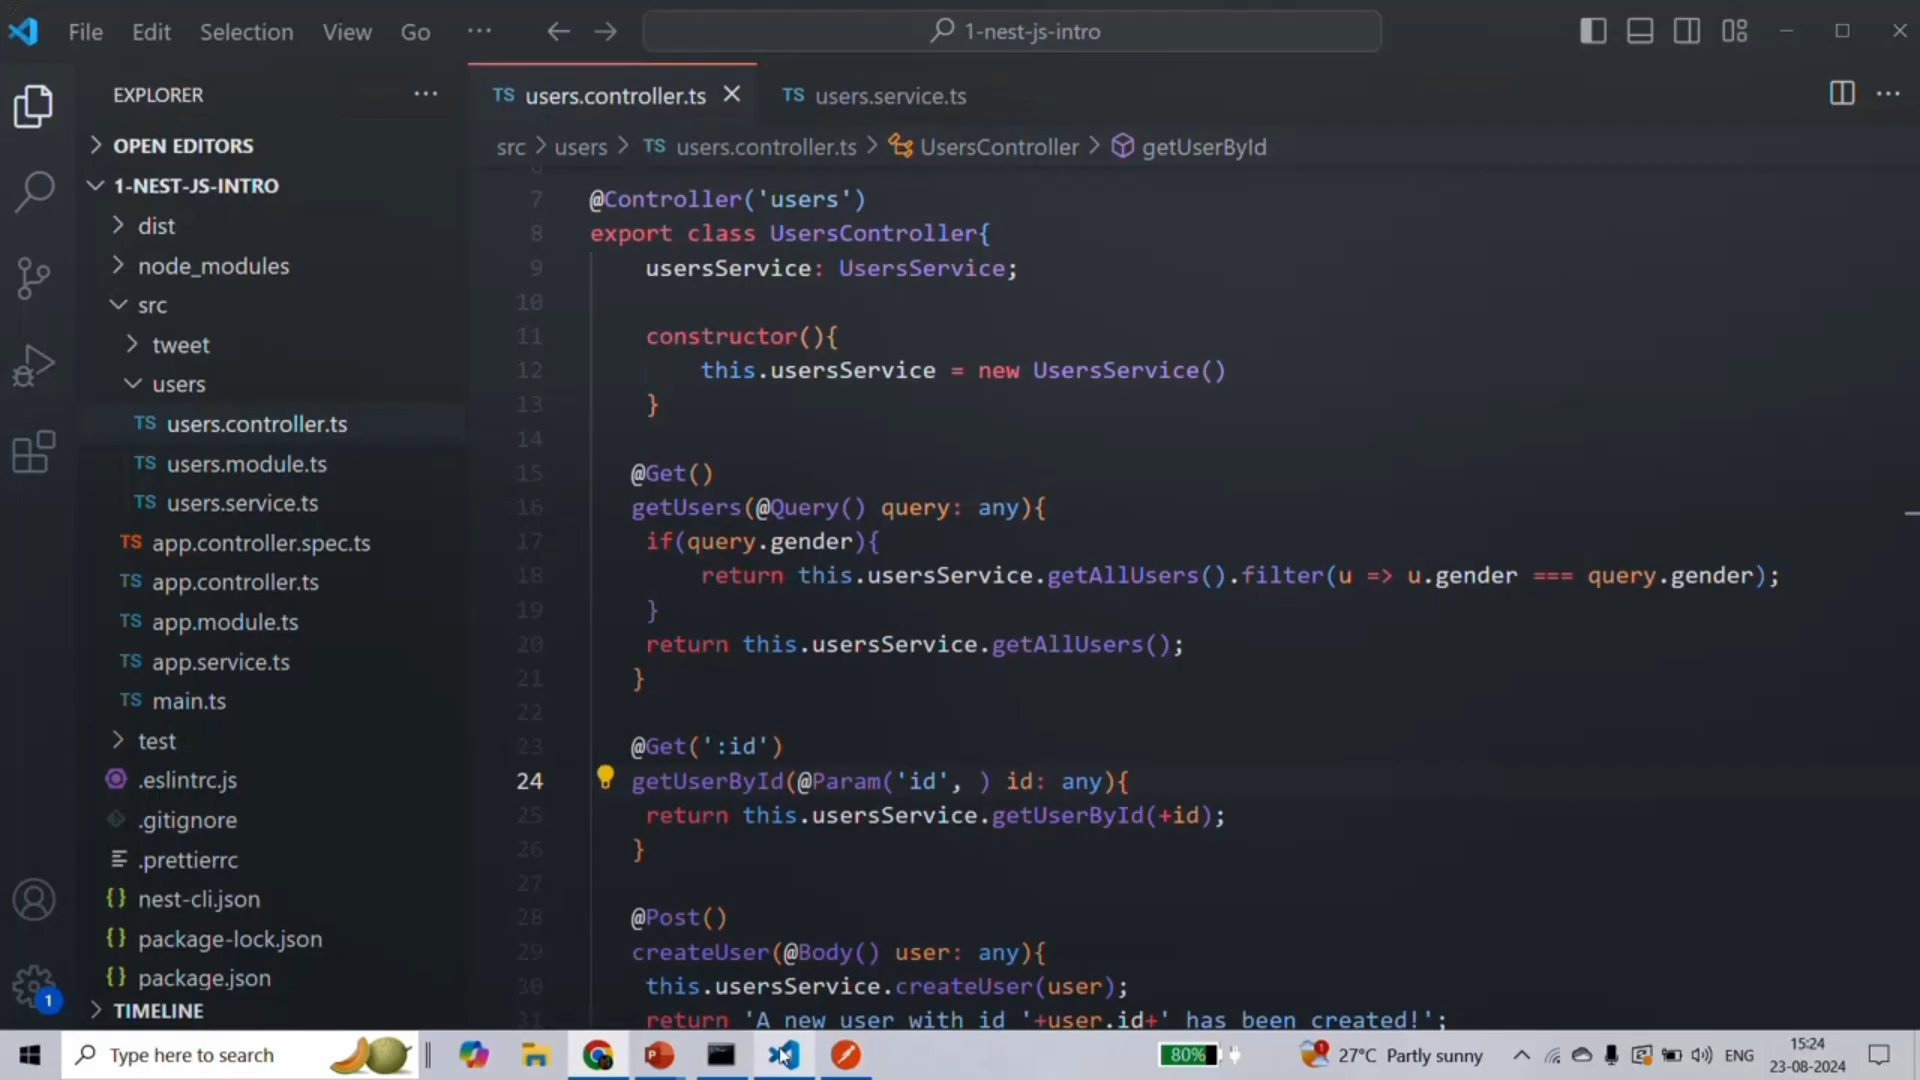 File Edit Selection View Go ··· 1-nest-js-intro
EXPLORER ···
OPEN EDITORS
1-NEST-JS-INTRO
dist
node_modules
src
tweet
users
TS users.controller.ts
TS users.module.ts
TS users.service.ts
TS app.controller.spec.ts
TS app.controller.ts
TS app.module.ts
TS app.service.ts
TS main.ts
test
.eslintrc.js
.gitignore
.prettierrc
{} nest-cli.json
{} package-lock.json
{} package.json
TIMELINE
1
TS users.controller.ts TS users.service.ts
src > users > TS users.controller.ts > UsersController > getUserById
7 @Controller('users')
8 export class UsersController{
9 usersService: UsersService;
10
11 constructor(){
12 this.usersService = new UsersService()
13 }
14
15 @Get()
16 getUsers(@Query() query: any){
17 if(query.gender){
18 return this.usersService.getAllUsers().filter(u => u.gender === query.gender);
19 }
20 return this.usersService.getAllUsers();
21 }
22
23 @Get(':id')
24 getUserById(@Param('id', ) id: any){
25 return this.usersService.getUserById(+id);
26 }
27
28 @Post()
29 createUser(@Body() user: any){
30 this.usersService.createUser(user);
31 return 'A new user with id '+user.id+' has been created!';
Type here to search 80% 27°C Partly sunny ENG 15:24
23-08-2024